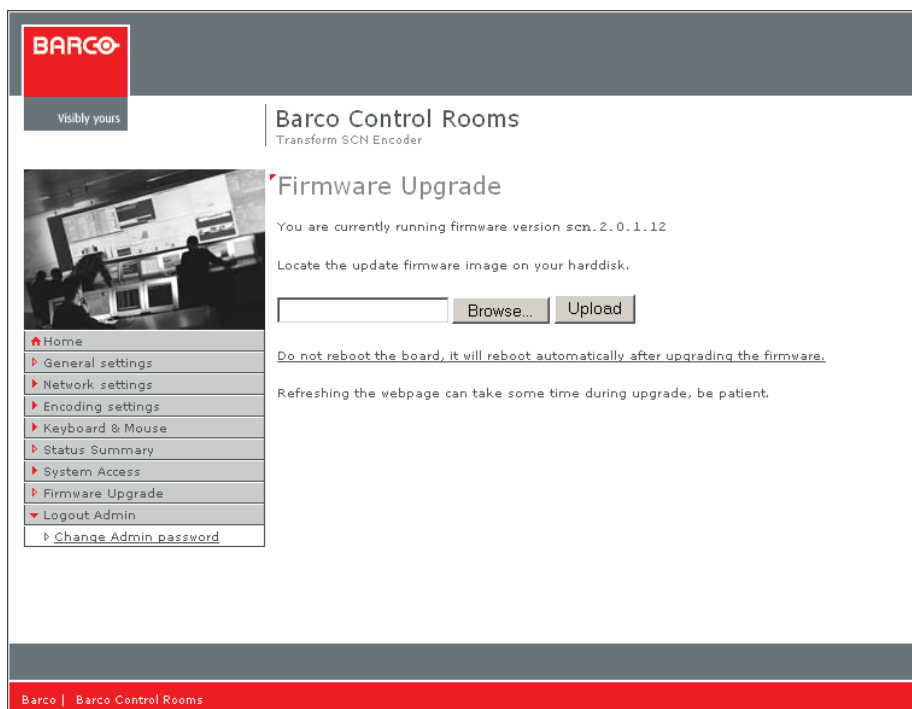 BARCO
Visibly yours
Barco Control Rooms
Transform SCN Encoder
Firmware Upgrade
You are currently running firmware version scn.2.0.1.12
Locate the update firmware image on your harddisk.
Browse... Upload
Do not reboot the board, it will reboot automatically after upgrading the firmware.
Refreshing the webpage can take some time during upgrade, be patient.
Home
General settings
Network settings
Encoding settings
Keyboard & Mouse
Status Summary
System Access
Firmware Upgrade
Logout Admin
Change Admin password
Barco | Barco Control Rooms